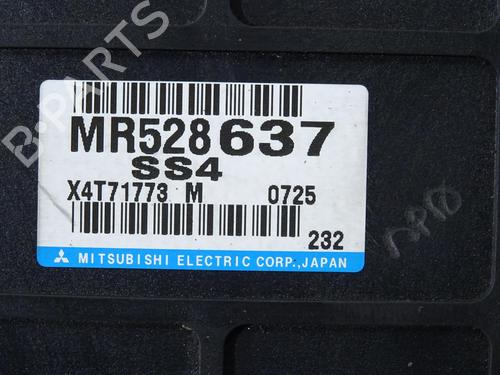 B-PARTS
MR528637
SS4
X4T71773 M 0725
232
MITSUBISHI ELECTRIC CORP., JAPAN